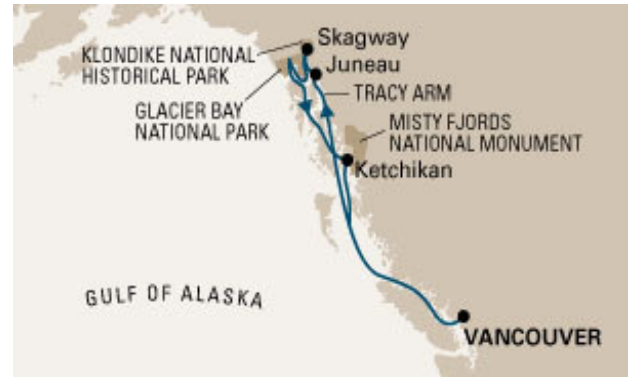 Skagway
KLONDIKE NATIONAL
HISTORICAL PARK
Juneau
TRACY ARM
GLACIER BAY
NATIONAL PARK
MISTY FJORDS
NATIONAL MONUMENT
Ketchikan
GULF OF ALASKA
VANCOUVER